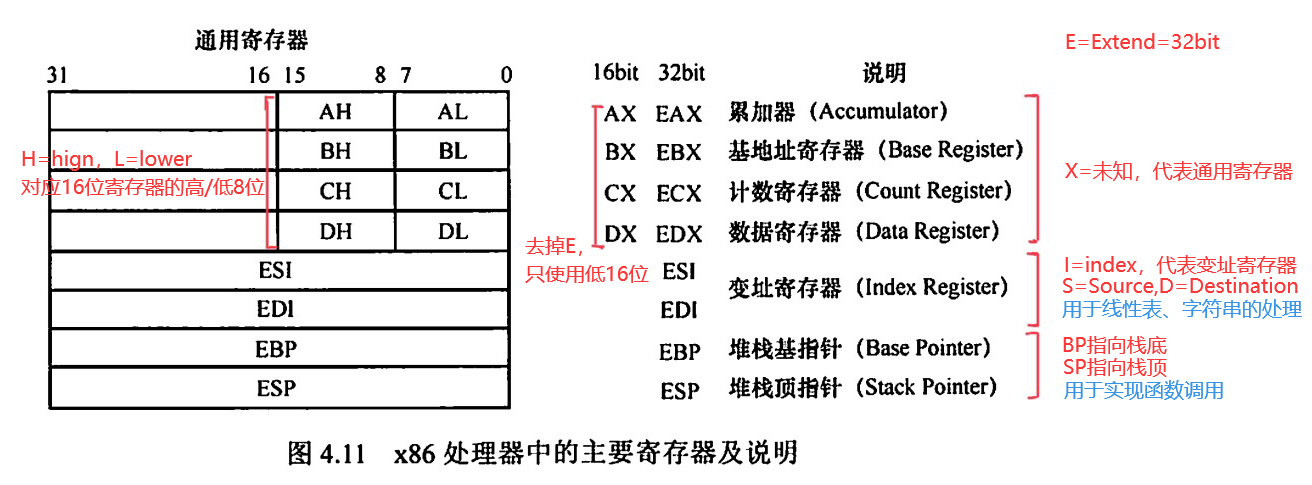 通用寄存器
E=Extend=32bit
31 16 15 8 7 0
16bit 32bit 说明
AH AL
AX EAX 累加器（Accumulator）
H=hign，L=lower
对应16位寄存器的高/低8位
BH BL
BX EBX 基地址寄存器（Base Register）
X=未知，代表通用寄存器
CH CL
CX ECX 计数寄存器（Count Register）
DH DL
DX EDX 数据寄存器（Data Register）
去掉E，
只使用低16位
ESI
ESI
EDI
变址寄存器（Index Register）
EDI
I=index，代表变址寄存器
S=Source,D=Destination
用于线性表、字符串的处理
EBP
EBP 堆栈基指针（Base Pointer）
BP指向栈底
SP指向栈顶
用于实现函数调用
ESP
ESP 堆栈顶指针（Stack Pointer）
图 4.11 x86 处理器中的主要寄存器及说明